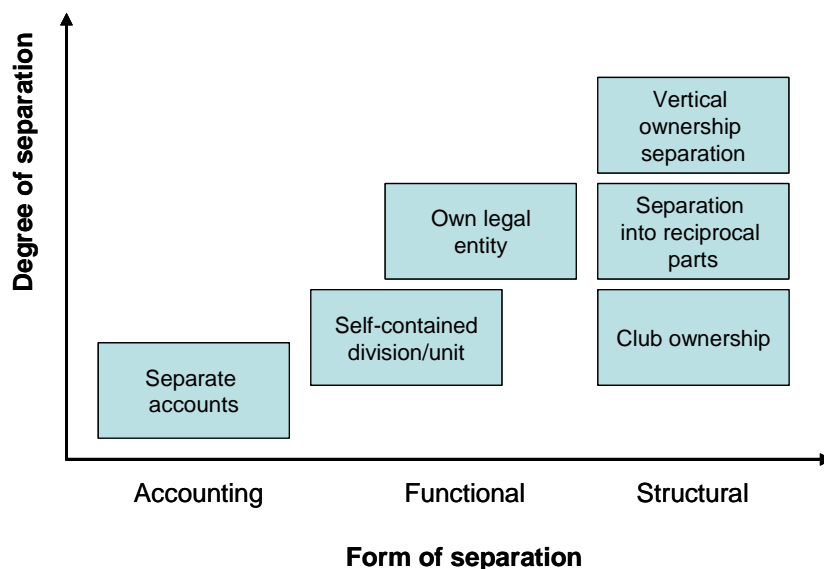 Degree of separation
Vertical
ownership
separation
Own legal
entity
Separation
into reciprocal
parts
Self-contained
division/unit
Club ownership
Separate
accounts
Accounting
Functional
Structural
Form of separation